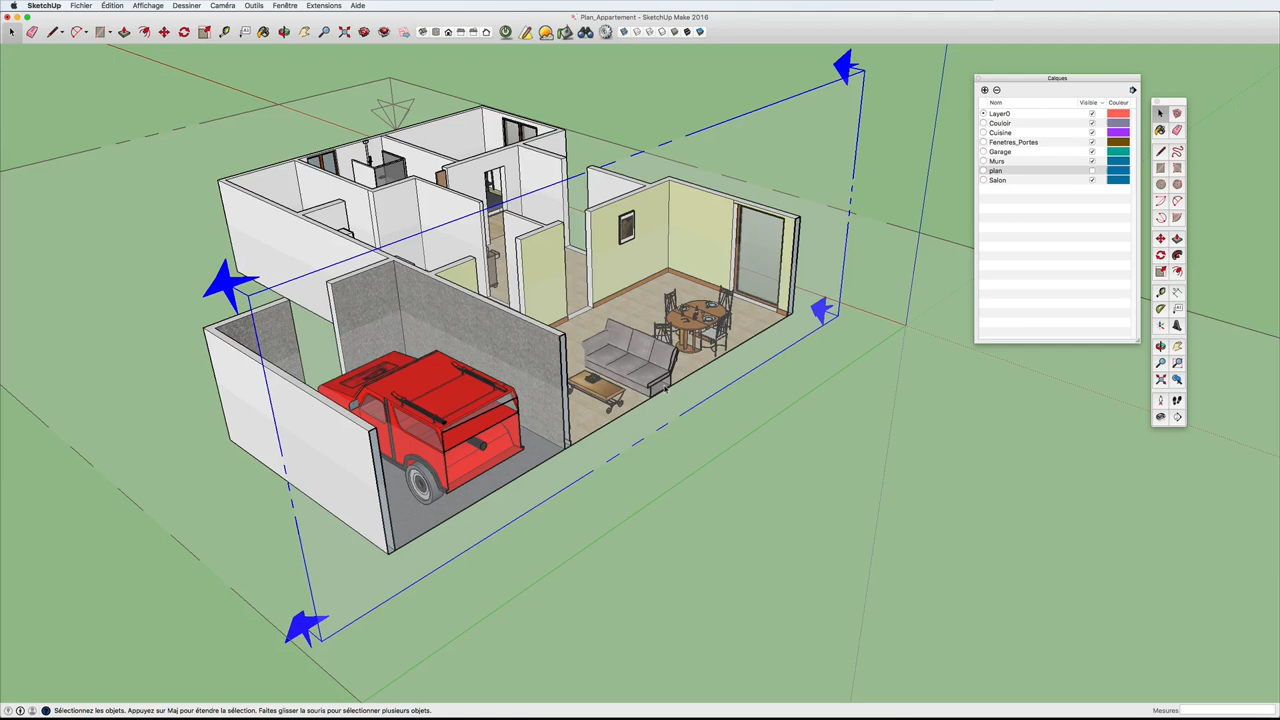 SketchUp Fichier Édition Affichage Dessiner Caméra Outils Fenêtre Extensions Aide
Plan_Appartement - SketchUp Make 2016
Calques
Nom Visible Couleur
Layer0
Couloir
Cuisine
Fenetres_Portes
Garage
Murs
plan
Salon
Sélectionnez les objets. Appuyez sur Maj pour étendre la sélection. Faites glisser la souris pour sélectionner plusieurs objets.
Mesures